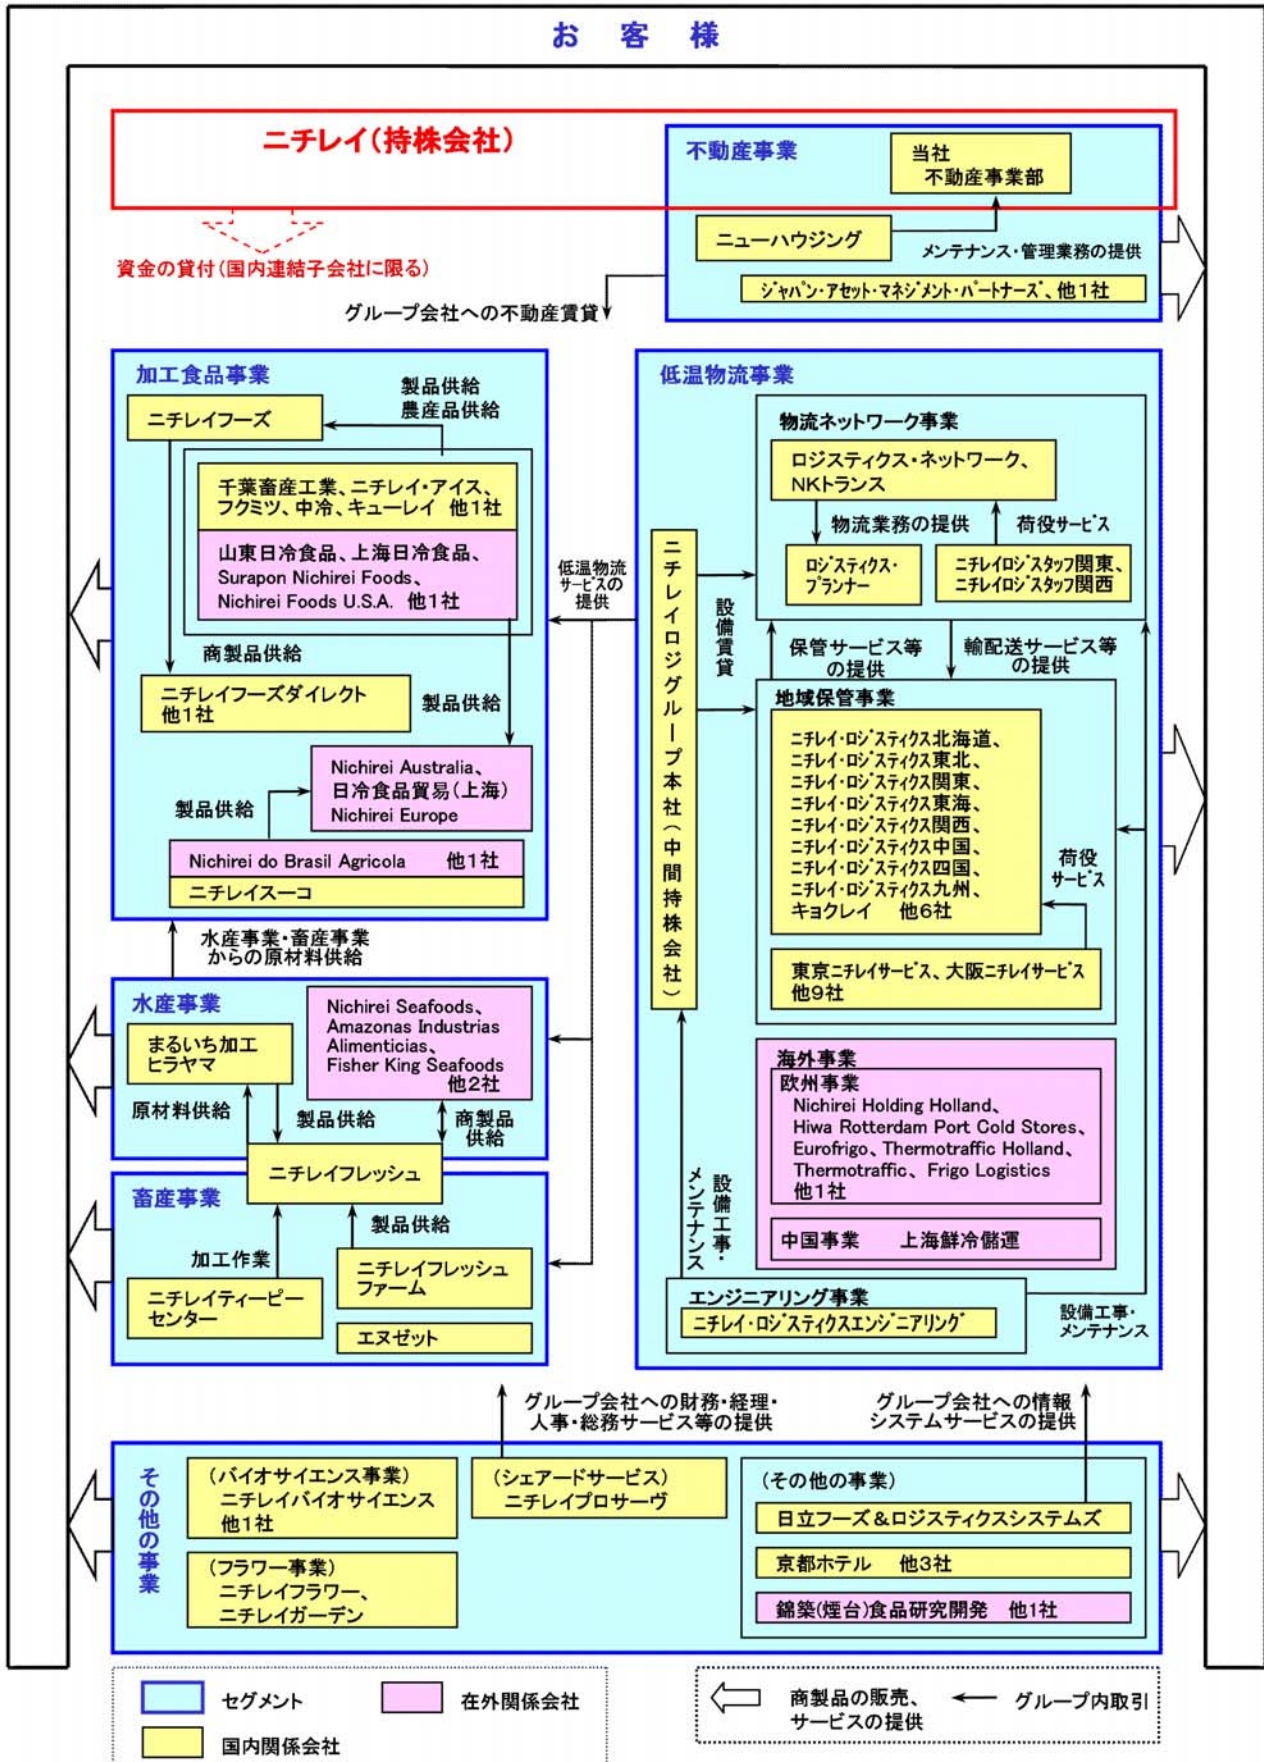 お客様
ニチレイ(持株会社)
資金の貸付(国内連結子会社に限る)
不動産事業
当社
不動産事業部
ニューハウジング
メンテナンス・管理業務の提供
ジャパン・アセット・マネジメント・パートナーズ、他1社
グループ会社への不動産賃貸
加工食品事業
製品供給
農産品供給
ニチレイフーズ
千葉畜産工業、ニチレイ・アイス、
フクミツ、中冷、キューレイ 他1社
山東日冷食品、上海日冷食品、
Surapon Nichirei Foods、
Nichirei Foods U.S.A. 他1社
商製品供給
ニチレイフーズダイレクト
他1社
製品供給
Nichirei Australia、
日冷食品貿易(上海)
Nichirei Europe
製品供給
Nichirei do Brasil Agricola 他1社
ニチレイスーコ
水産事業・畜産事業
からの原材料供給
水産事業
まるいち加工
ヒラヤマ
Nichirei Seafoods、
Amazonas Industrias
Alimenticias、
Fisher King Seafoods
他2社
原材料供給
製品供給
商製品
供給
ニチレイフレッシュ
畜産事業
製品供給
加工作業
ニチレイフレッシュ
ファーム
ニチレイティーピー
センター
エヌゼット
低温物流
サービスの
提供
低温物流事業
ニチレイロジグループ本社(中間持株会社)
設備賃貸
物流ネットワーク事業
ロジスティクス・ネットワーク、
NKトランス
物流業務の提供
荷役サービス
ロジスティクス・
プランナー
ニチレイロジスタッフ関東、
ニチレイロジスタッフ関西
保管サービス等
の提供
輸配送サービス等
の提供
地域保管事業
ニチレイ・ロジスティクス北海道、
ニチレイ・ロジスティクス東北、
ニチレイ・ロジスティクス関東、
ニチレイ・ロジスティクス東海、
ニチレイ・ロジスティクス関西、
ニチレイ・ロジスティクス中国、
ニチレイ・ロジスティクス四国、
ニチレイ・ロジスティクス九州、
キョクレイ 他6社
荷役
サービス
東京ニチレイサービス、大阪ニチレイサービス
他9社
海外事業
欧州事業
Nichirei Holding Holland、
Hiwa Rotterdam Port Cold Stores、
Eurofrigo、Thermotraffic Holland、
Thermotraffic、Frigo Logistics
他1社
中国事業 上海鮮冷儲運
設備工事・
メンテナンス
エンジニアリング事業
ニチレイ・ロジスティクスエンジニアリング
設備工事・
メンテナンス
グループ会社への財務・経理・
人事・総務サービス等の提供
グループ会社への情報
システムサービスの提供
その他の事業
(バイオサイエンス事業)
ニチレイバイオサイエンス
他1社
(フラワー事業)
ニチレイフラワー、
ニチレイガーデン
(シェアードサービス)
ニチレイプロサーヴ
(その他の事業)
日立フーズ&ロジスティクスシステムズ
京都ホテル 他3社
錦築(煙台)食品研究開発 他1社
セグメント
在外関係会社
国内関係会社
商製品の販売、
サービスの提供
グループ内取引